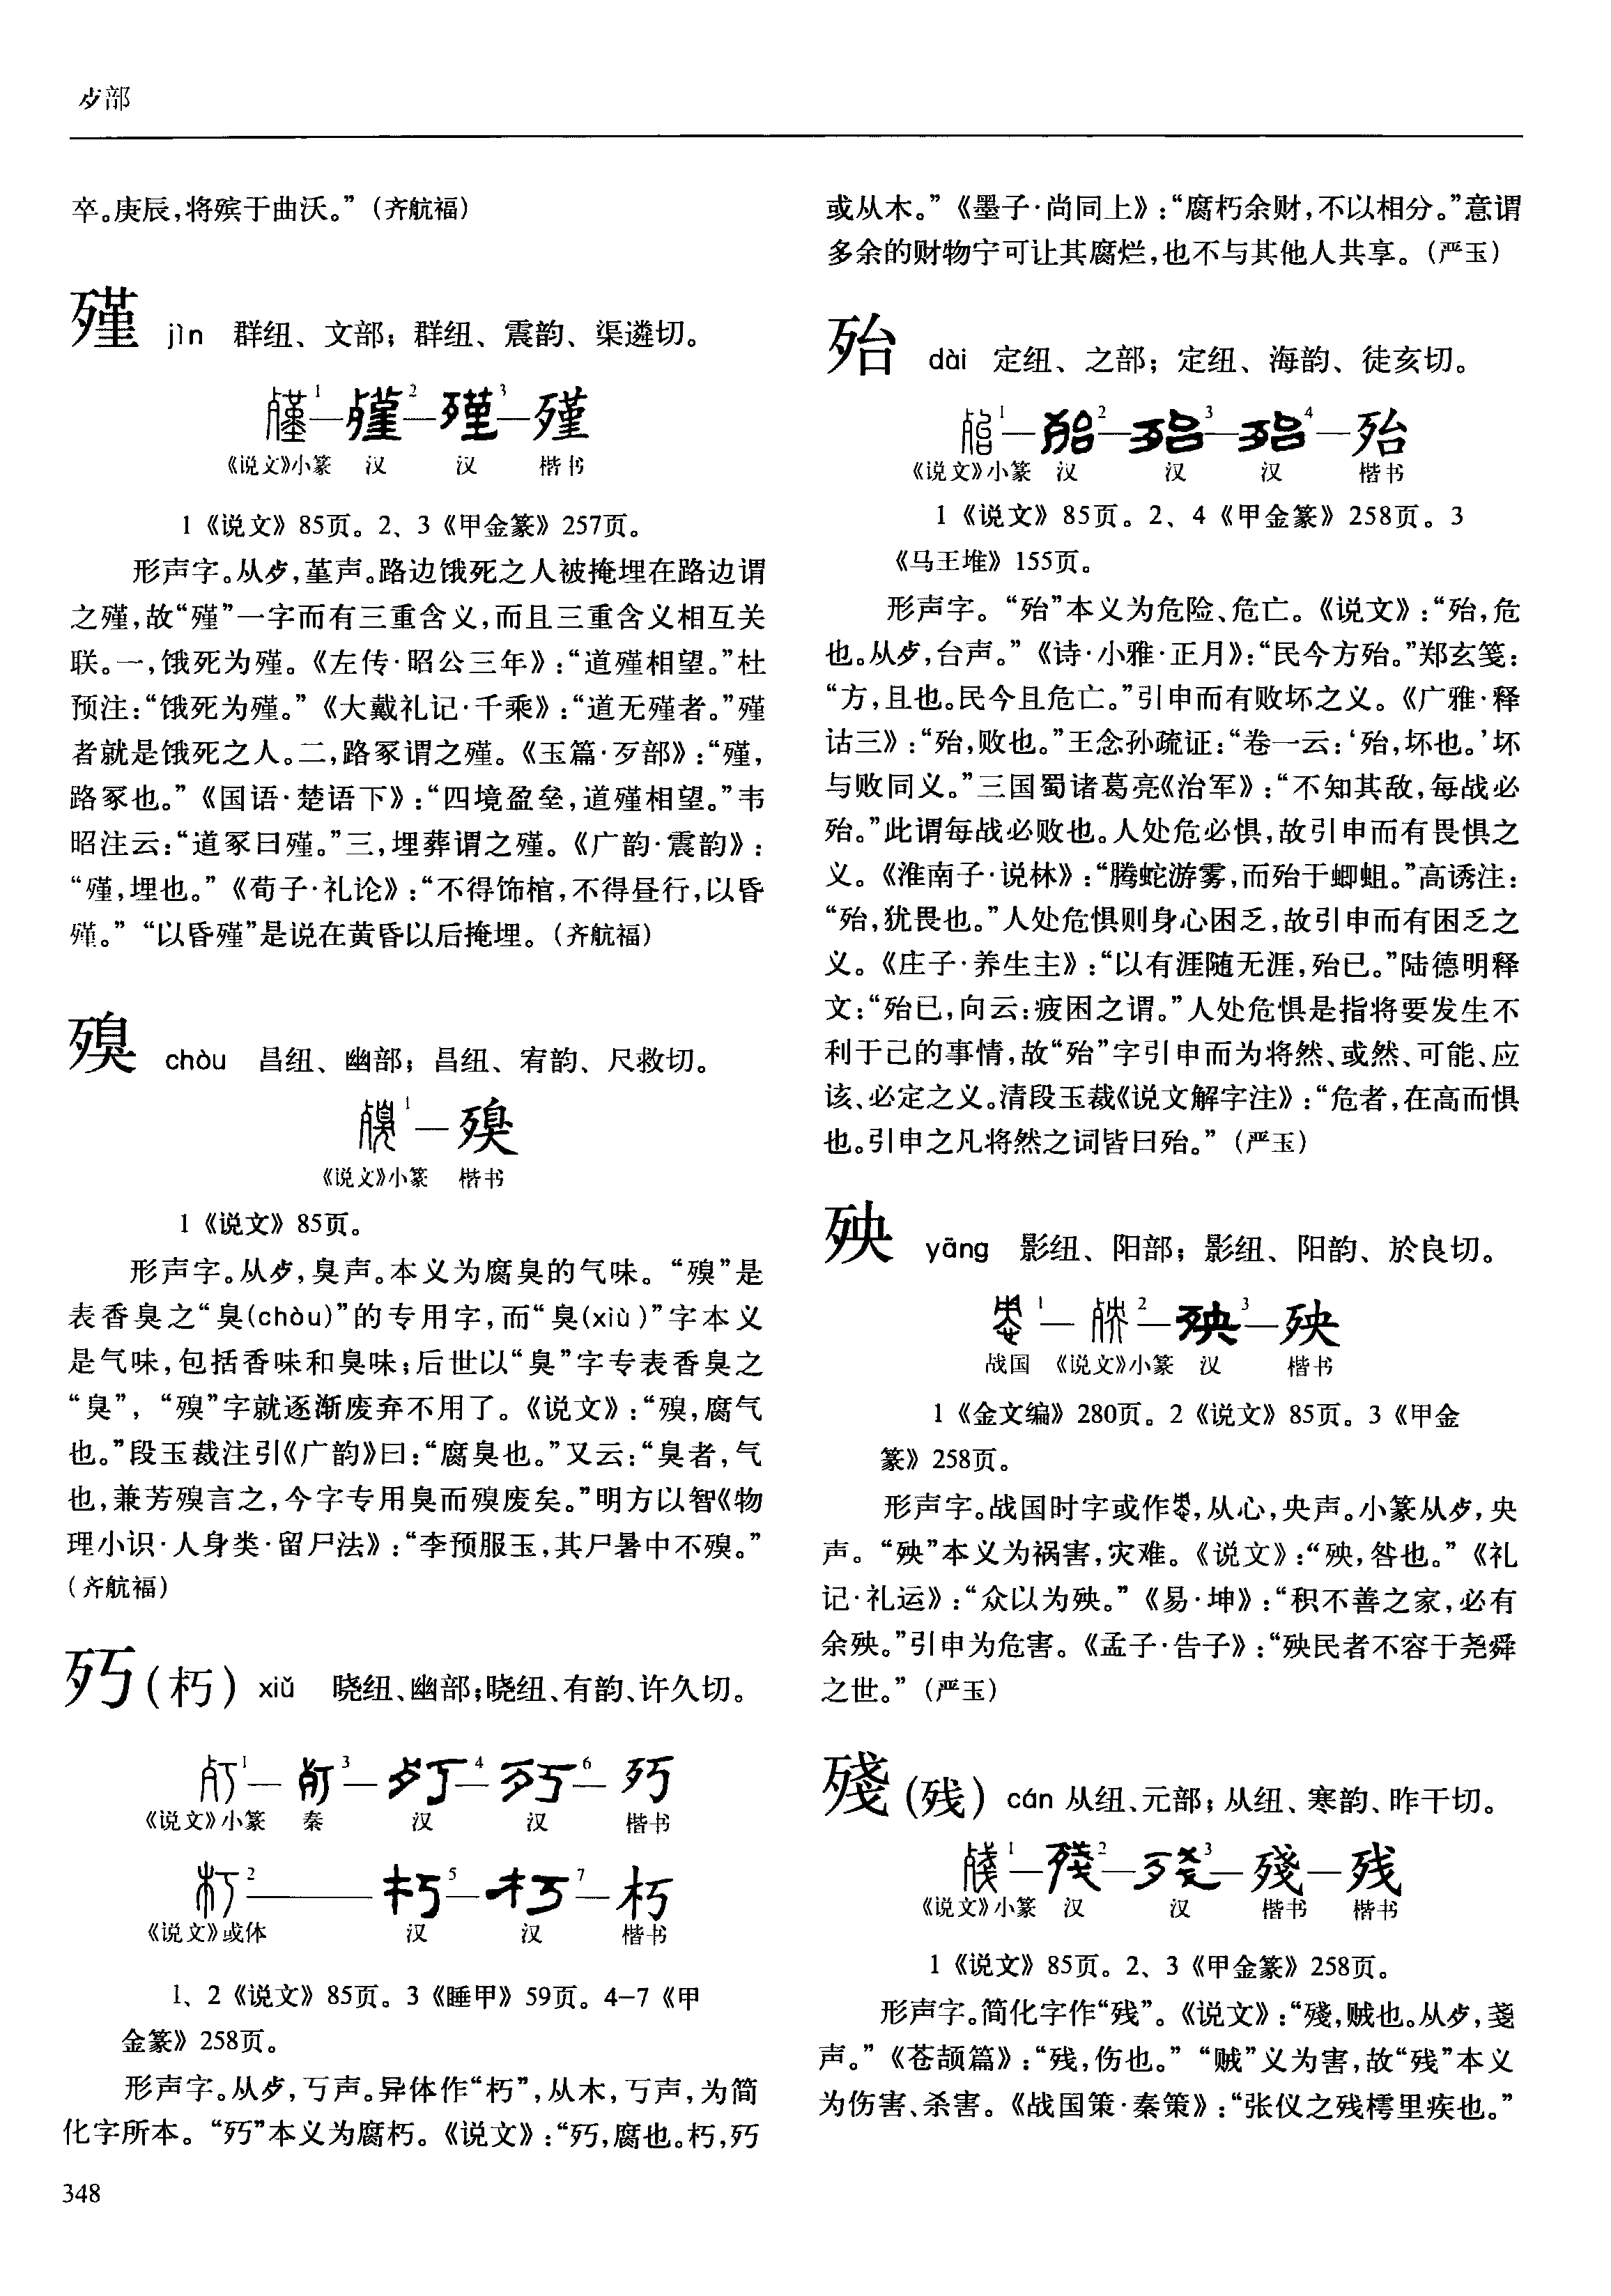 歺部
卒。庚辰,将殡于曲沃。”(齐航福)
殣 jìn 群纽、文部;群纽、震韵、渠遴切。
1— 2— 3—殣
《说文》小篆 汉 汉 楷书
1《说文》85页。2、3《甲金篆》257页。
形声字。从歺,堇声。路边饿死之人被掩埋在路边谓
之殣,故“殣”一字而有三重含义,而且三重含义相互关
联。一,饿死为殣。《左传·昭公三年》:“道殣相望。”杜
预注:“饿死为殣。”《大戴礼记·千乘》:“道无殣者。”殣
者就是饿死之人。二,路冢谓之殣。《玉篇·歹部》:“殣,
路冢也。”《国语·楚语下》:“四境盈垒,道殣相望。”韦
昭注云:“道冢曰殣。”三,埋葬谓之殣。《广韵·震韵》:
“殣,埋也。”《荀子·礼论》:“不得饰棺,不得昼行,以昏
殣。”“以昏殣”是说在黄昏以后掩埋。(齐航福)
殠 chòu 昌纽、幽部;昌纽、宥韵、尺救切。
1—殠
《说文》小篆 楷书
1《说文》85页。
形声字。从歺,臭声。本义为腐臭的气味。“殠”是
表香臭之“臭(chòu)”的专用字,而“臭(xiù)”字本义
是气味,包括香味和臭味;后世以“臭”字专表香臭之
“臭”,“殠”字就逐渐废弃不用了。《说文》:“殠,腐气
也。”段玉裁注引《广韵》曰:“腐臭也。”又云:“臭者,气
也,兼芳殠言之,今字专用臭而殠废矣。”明方以智《物
理小识·人身类·留尸法》:“李预服玉,其尸暑中不殠。”
(齐航福)
㱙(朽) xiǔ 晓纽、幽部;晓纽、有韵、许久切。
1— 3— 4— 6—㱙
《说文》小篆 秦 汉 汉 楷书
2— 5— 7—朽
《说文》或体 汉 汉 楷书
1、2《说文》85页。3《睡甲》59页。4–7《甲
金篆》258页。
形声字。从歺,丂声。异体作“朽”,从木,丂声,为简
化字所本。“㱙”本义为腐朽。《说文》:“㱙,腐也。朽,㱙
348
或从木。”《墨子·尚同上》:“腐朽余财,不以相分。”意谓
多余的财物宁可让其腐烂,也不与其他人共享。(严玉)
殆 dài 定纽、之部;定纽、海韵、徒亥切。
1— 2— 3— 4—殆
《说文》小篆 汉 汉 汉 楷书
1《说文》85页。2、4《甲金篆》258页。3
《马王堆》155页。
形声字。“殆”本义为危险、危亡。《说文》:“殆,危
也。从歺,台声。”《诗·小雅·正月》:“民今方殆。”郑玄笺:
“方,且也。民今且危亡。”引申而有败坏之义。《广雅·释
诂三》:“殆,败也。”王念孙疏证:“卷一云:‘殆,坏也。’坏
与败同义。”三国蜀诸葛亮《治军》:“不知其敌,每战必
殆。”此谓每战必败也。人处危必惧,故引申而有畏惧之
义。《淮南子·说林》:“腾蛇游雾,而殆于蝍蛆。”高诱注:
“殆,犹畏也。”人处危惧则身心困乏,故引申而有困乏之
义。《庄子·养生主》:“以有涯随无涯,殆已。”陆德明释
文:“殆已,向云:疲困之谓。”人处危惧是指将要发生不
利于己的事情,故“殆”字引申而为将然、或然、可能、应
该、必定之义。清段玉裁《说文解字注》:“危者,在高而惧
也。引申之凡将然之词皆曰殆。”(严玉)
殃 yāng 影纽、阳部;影纽、阳韵、於良切。
1— 2— 3—殃
战国 《说文》小篆 汉 楷书
1《金文编》280页。2《说文》85页。3《甲金
篆》258页。
形声字。战国时字或作,从心,央声。小篆从歺,央
声。“殃”本义为祸害,灾难。《说文》:“殃,咎也。”《礼
记·礼运》:“众以为殃。”《易·坤》:“积不善之家,必有
余殃。”引申为危害。《孟子·告子》:“殃民者不容于尧舜
之世。”(严玉)
殘(残) cán 从纽、元部;从纽、寒韵、昨干切。
1— 2— 3—殘—残
《说文》小篆 汉 汉 楷书 楷书
1《说文》85页。2、3《甲金篆》258页。
形声字。简化字作“残”。《说文》:“殘,贼也。从歺,戔
声。”《苍颉篇》:“残,伤也。”“贼”义为害,故“残”本义
为伤害、杀害。《战国策·秦策》:“张仪之残樗里疾也。”